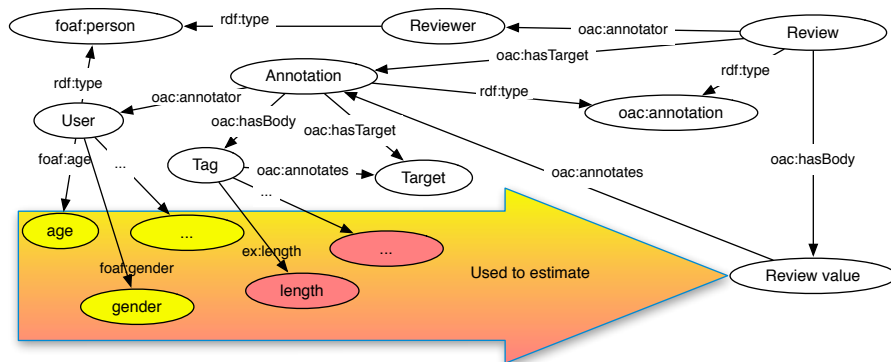 foaf:person
rdf:type
Reviewer
oac:annotator
Review
oac:hasTarget
rdf:type
Annotation
rdf:type
oac:annotator
rdf:type
oac:annotation
User
oac:hasBody
oac:hasTarget
foaf:age
...
Tag
oac:annotates
Target
oac:hasBody
oac:annotates
...
age
...
...
foaf:gender
ex:length
Used to estimate
Review value
gender
length